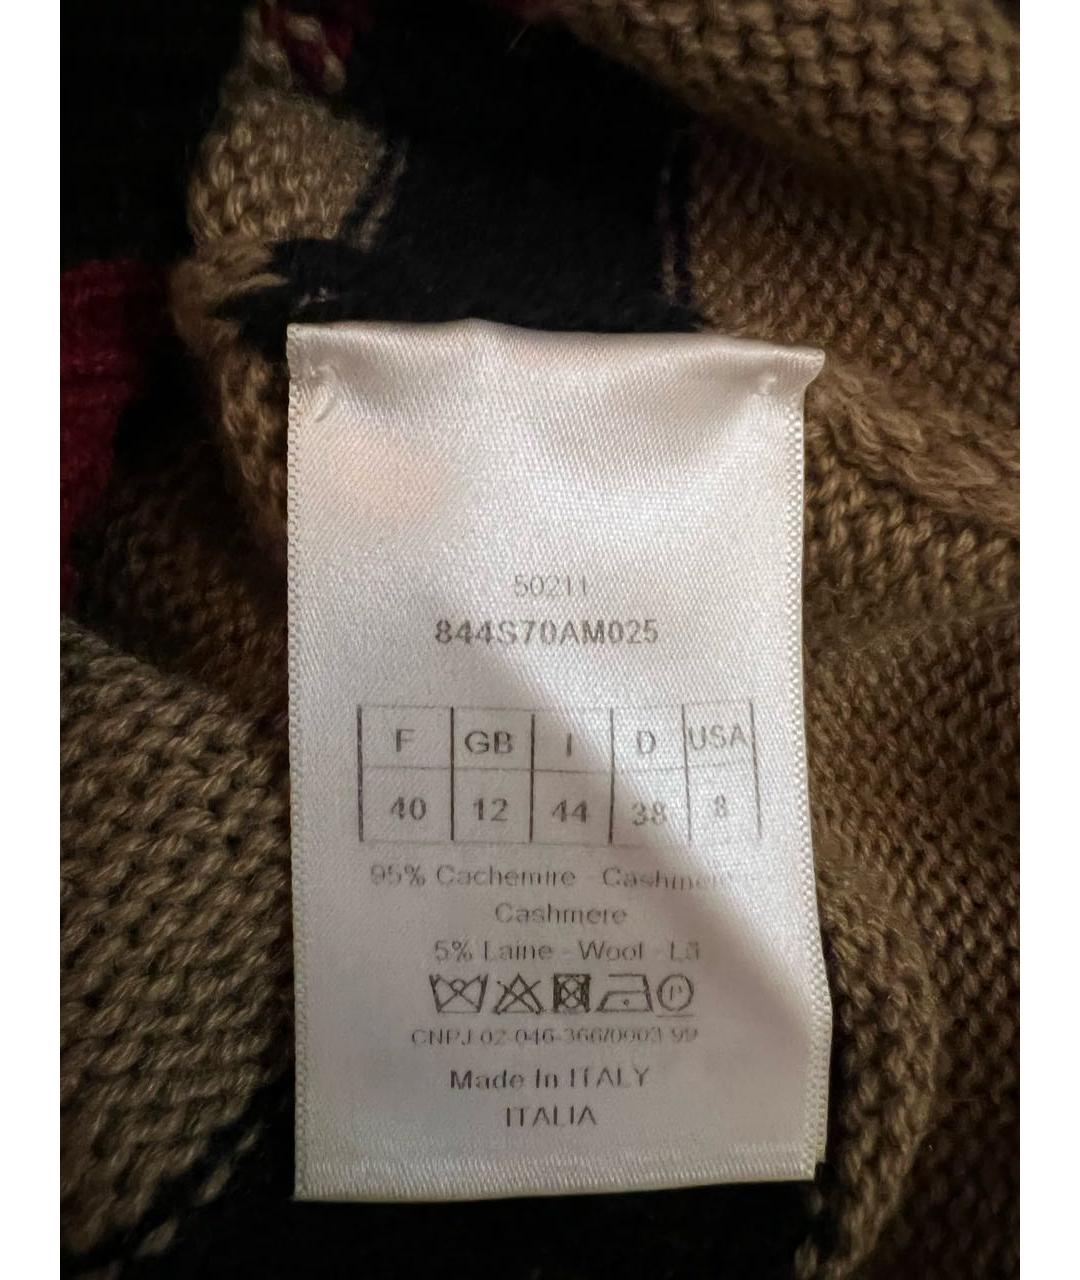 50211
844S70AM025
F GB I D USA
40 12 44 38 8
95% Cachemire - Cashmere -
Cashmere
5% Laine - Wool - Lã
P
CNPJ 02-046-366/0003-99
Made In ITALY
ITALIA